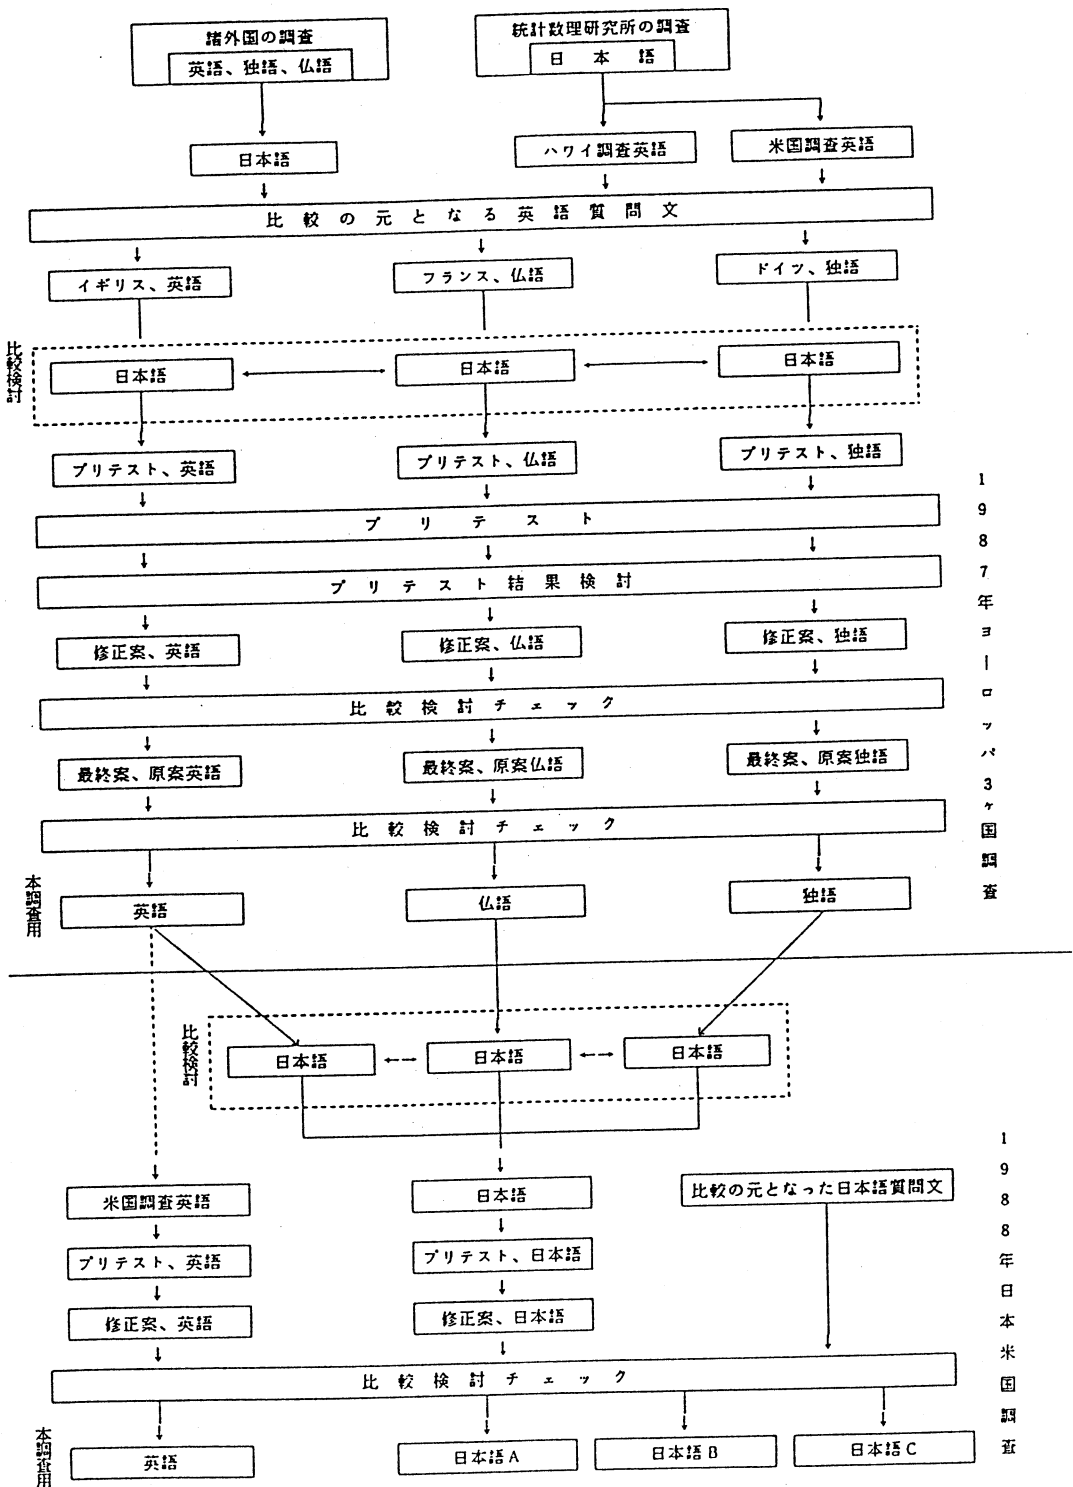 諸外国の調査
英語、独語、仏語
統計数理研究所の調査
日本語
日本語
ハワイ調査英語
米国調査英語
比較の元となる英語質問文
イギリス、英語
フランス、仏語
ドイツ、独語
比較検討
日本語
日本語
日本語
プリテスト、英語
プリテスト、仏語
プリテスト、独語
プリテスト
プリテスト結果検討
修正案、英語
修正案、仏語
修正案、独語
比較検討チェック
最終案、原案英語
最終案、原案仏語
最終案、原案独語
比較検討チェック
本調査用
英語
仏語
独語
1987年ヨーロッパ3ヶ国調査
比較検討
日本語
日本語
日本語
米国調査英語
日本語
比較の元となった日本語質問文
プリテスト、英語
プリテスト、日本語
修正案、英語
修正案、日本語
比較検討チェック
本調査用
英語
日本語A
日本語B
日本語C
1988年日本米国調査